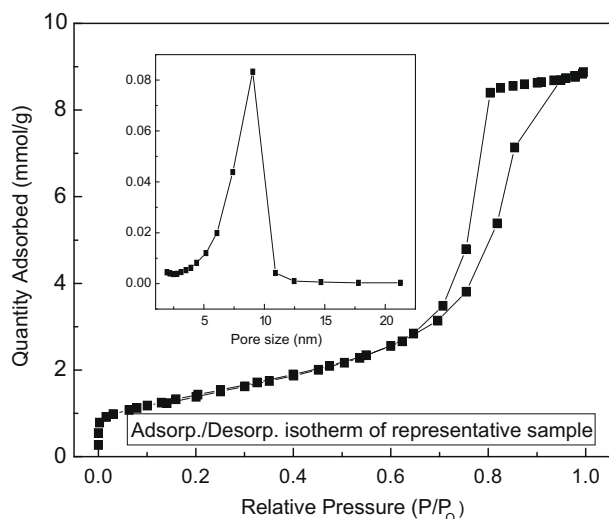 10
8
6
4
2
0
Quantity Adsorbed (mmol/g)
0.08
0.06
0.04
0.02
0.00
5 10 15 20
Pore size (nm)
Adsorp./Desorp. isotherm of representative sample
0.0 0.2 0.4 0.6 0.8 1.0
Relative Pressure (P/P₀)